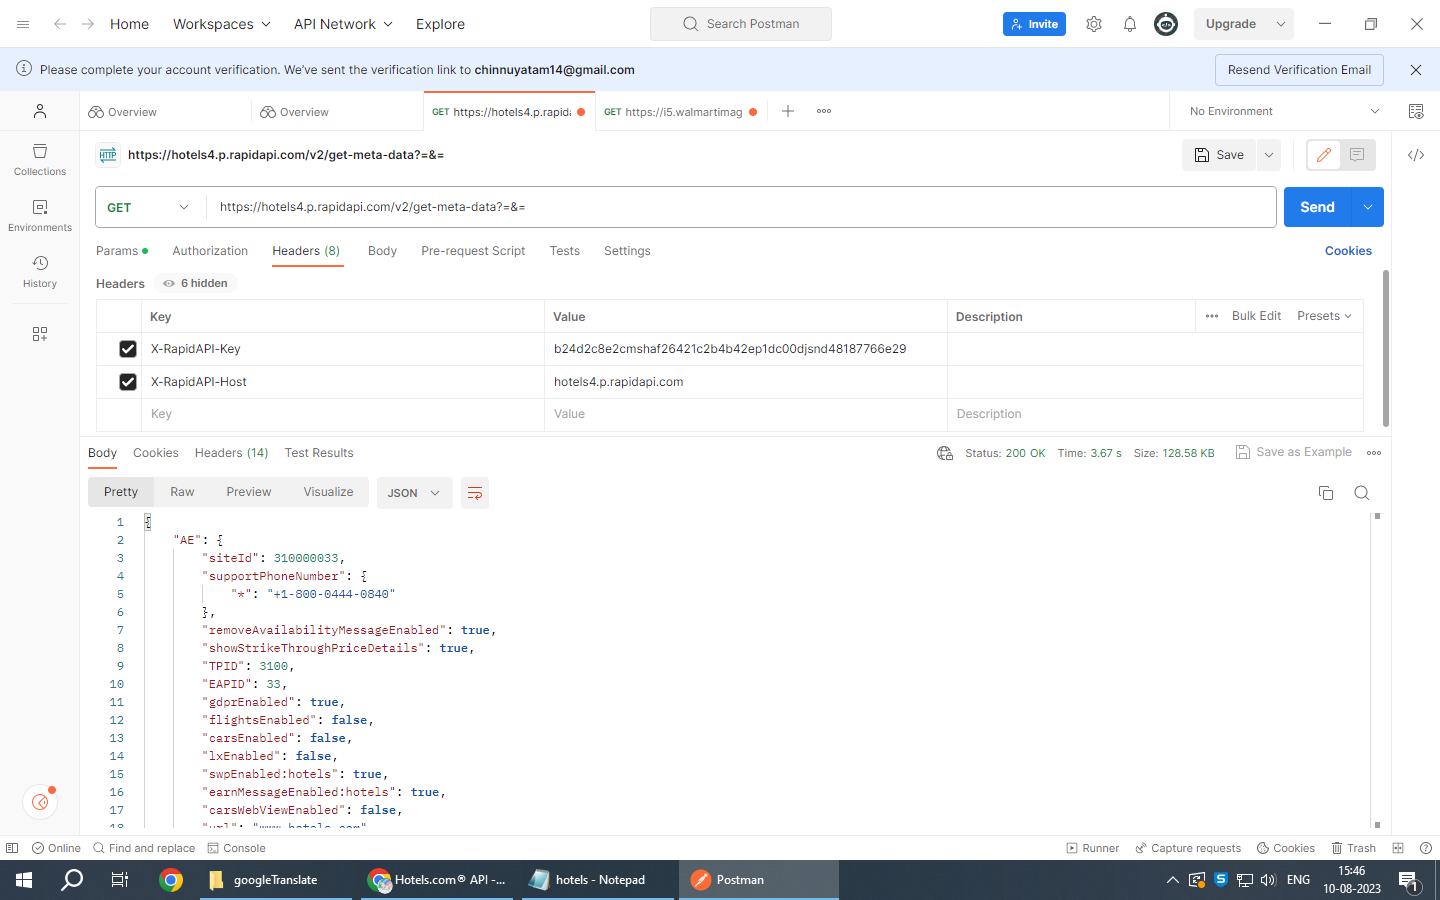 Home Workspaces API Network Explore Search Postman Invite Upgrade
Please complete your account verification. We've sent the verification link to chinnuyatam14@gmail.com Resend Verification Email
Overview Overview GET https://hotels4.p.rapida GET https://i5.walmartimag No Environment
HTTP https://hotels4.p.rapidapi.com/v2/get-meta-data?=&= Save
Collections
GET https://hotels4.p.rapidapi.com/v2/get-meta-data?=&= Send
Environments
Params Authorization Headers (8) Body Pre-request Script Tests Settings Cookies
History
Headers 6 hidden
Key Value Description Bulk Edit Presets
X-RapidAPI-Key b24d2c8e2cmshaf26421c2b4b42ep1dc00djsnd48187766e29
X-RapidAPI-Host hotels4.p.rapidapi.com
Key Value Description
Body Cookies Headers (14) Test Results Status: 200 OK Time: 3.67 s Size: 128.58 KB Save as Example
Pretty Raw Preview Visualize JSON
1 {
2 "AE": {
3 "siteId": 310000033,
4 "supportPhoneNumber": {
5 "*": "+1-800-0444-0840"
6 },
7 "removeAvailabilityMessageEnabled": true,
8 "showStrikeThroughPriceDetails": true,
9 "TPID": 3100,
10 "EAPID": 33,
11 "gdprEnabled": true,
12 "flightsEnabled": false,
13 "carsEnabled": false,
14 "lxEnabled": false,
15 "swpEnabled:hotels": true,
16 "earnMessageEnabled:hotels": true,
17 "carsWebViewEnabled": false,
18 "url": "www.hotels.com"
Online Find and replace Console Runner Capture requests Cookies Trash
googleTranslate Hotels.com® API -... hotels - Notepad Postman ENG 15:46
10-08-2023 1